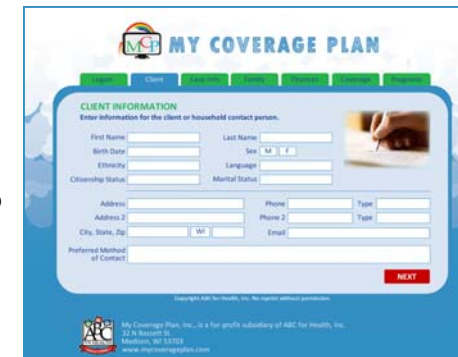 MCP MY COVERAGE PLAN
Logon Client Case Info Family Finances Coverage Programs
CLIENT INFORMATION
Enter information for the client or household contact person.
First Name Last Name
Birth Date Sex M F
Ethnicity Language
Citizenship Status Marital Status
Address Phone Type
Address 2 Phone 2 Type
City, State, Zip WI Email
Preferred Method
of Contact
NEXT
Copyright ABC for Health, Inc. No reprint without permission.
ABC
My Coverage Plan, Inc., is a for-profit subsidiary of ABC for Health, Inc.
32 N Bassett St.
Madison, WI 53703
www.mycoverageplan.com